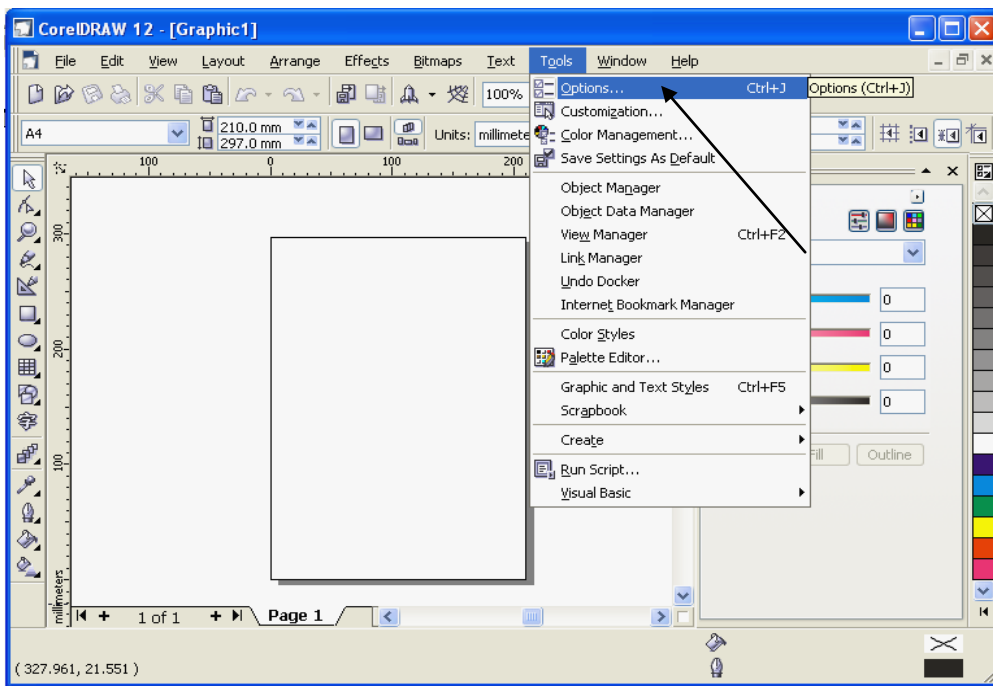 CorelDRAW 12 - [Graphic1]
File Edit View Layout Arrange Effects Bitmaps Text Tools Window Help
100%
A4
210.0 mm
297.0 mm
Units: millimete
Options... Ctrl+J
Options (Ctrl+J)
Customization...
Color Management...
Save Settings As Default
Object Manager
Object Data Manager
View Manager Ctrl+F2
Link Manager
Undo Docker
Internet Bookmark Manager
Color Styles
Palette Editor...
Graphic and Text Styles Ctrl+F5
Scrapbook
Create
Run Script...
Visual Basic
100 0 100 200
300
200
100
millimeters
0
0
0
0
Fill Outline
1 of 1 Page 1
( 327.961, 21.551 )